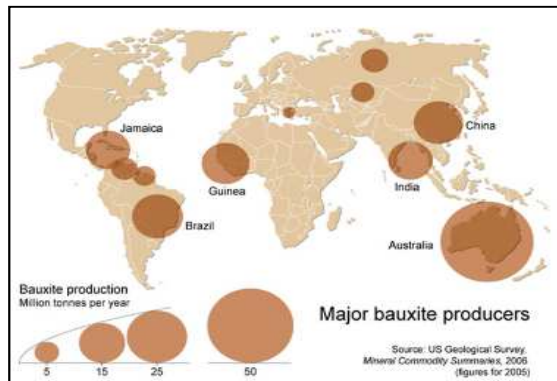 Jamaica
China
Guinea
India
Brazil
Australia
Bauxite production
Million tonnes per year
5
15
25
50
Major bauxite producers
Source: US Geological Survey,
Mineral Commodity Summaries, 2006
(figures for 2005)